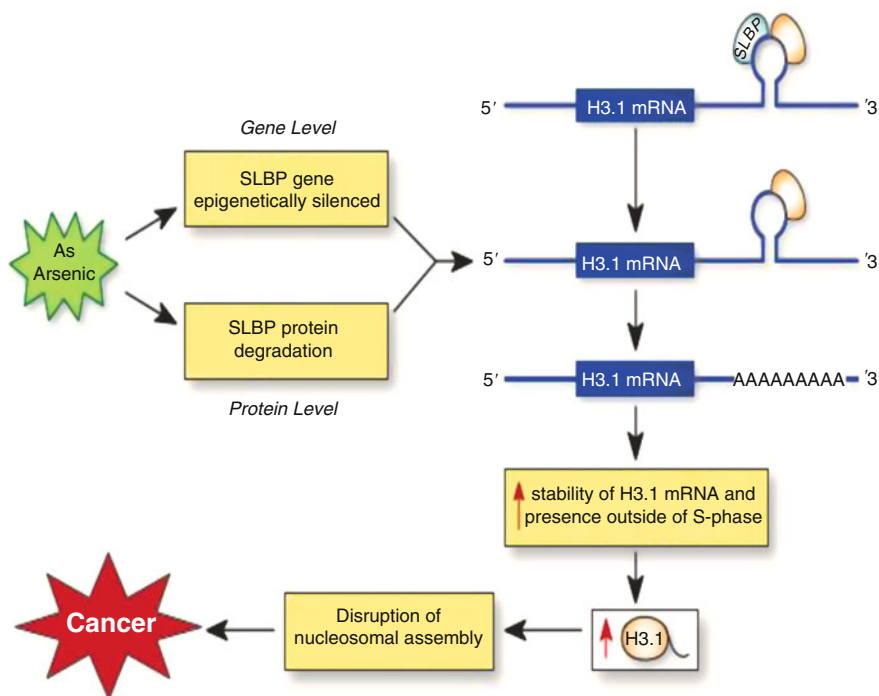 SLBP
5′
H3.1 mRNA
′3
Gene Level
SLBP gene
epigenetically silenced
As
Arsenic
5′
H3.1 mRNA
′3
SLBP protein
degradation
Protein Level
5′
H3.1 mRNA
AAAAAAAAA
′3
stability of H3.1 mRNA and
presence outside of S-phase
Cancer
Disruption of
nucleosomal assembly
H3.1